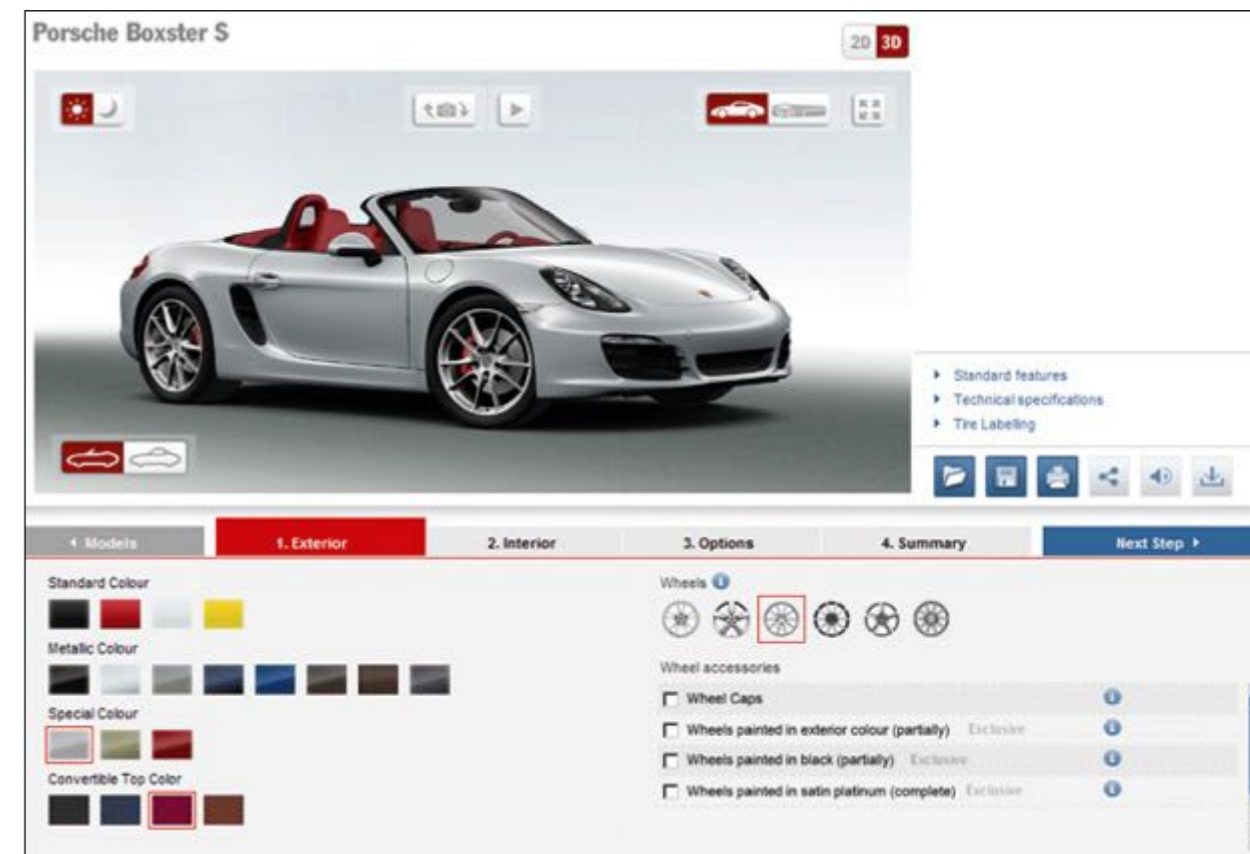 Porsche Boxster S
2D 3D
Standard features
Technical specifications
Tire Labelling
Models
1. Exterior
2. Interior
3. Options
4. Summary
Next Step
Standard Colour
Metallic Colour
Special Colour
Convertible Top Color
Wheels
Wheel accessories
Wheel Caps
Wheels painted in exterior colour (partially) Exclusive
Wheels painted in black (partially) Exclusive
Wheels painted in satin platinum (complete) Exclusive